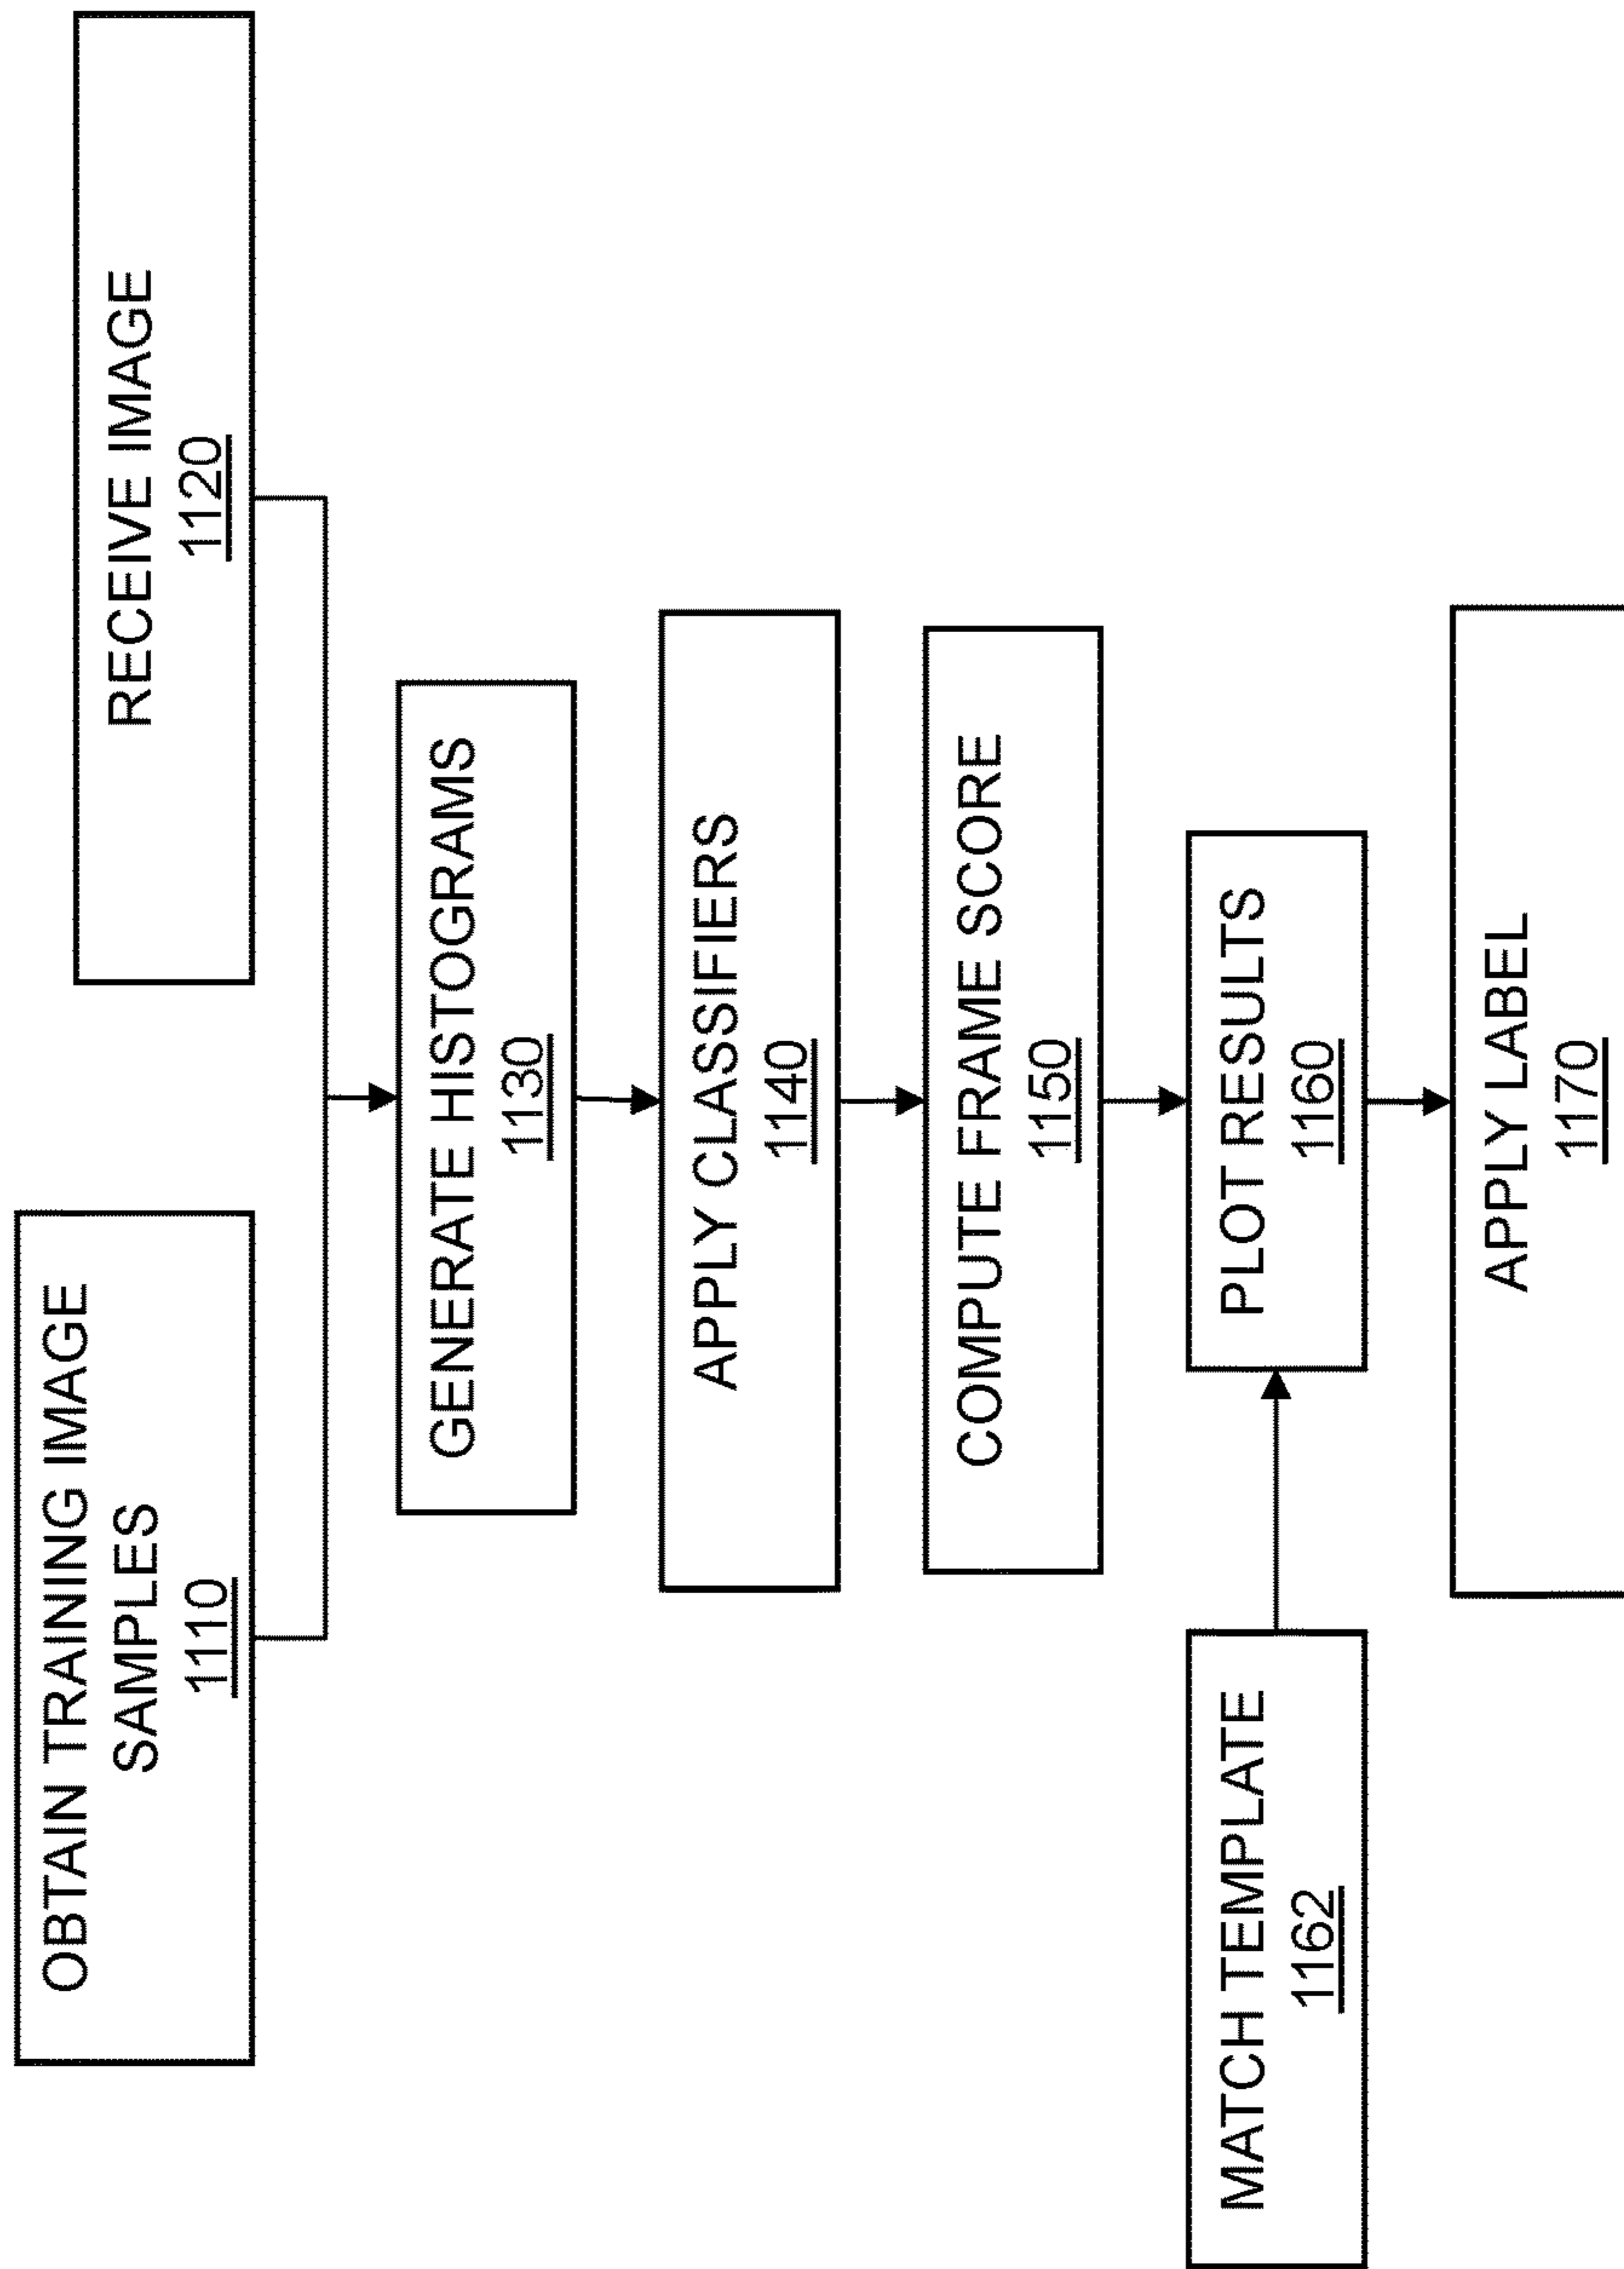 OBTAIN TRAINING IMAGE
SAMPLES
1110
RECEIVE IMAGE
1120
GENERATE HISTOGRAMS
1130
APPLY CLASSIFIERS
1140
COMPUTE FRAME SCORE
1150
MATCH TEMPLATE
1162
PLOT RESULTS
1160
APPLY LABEL
1170